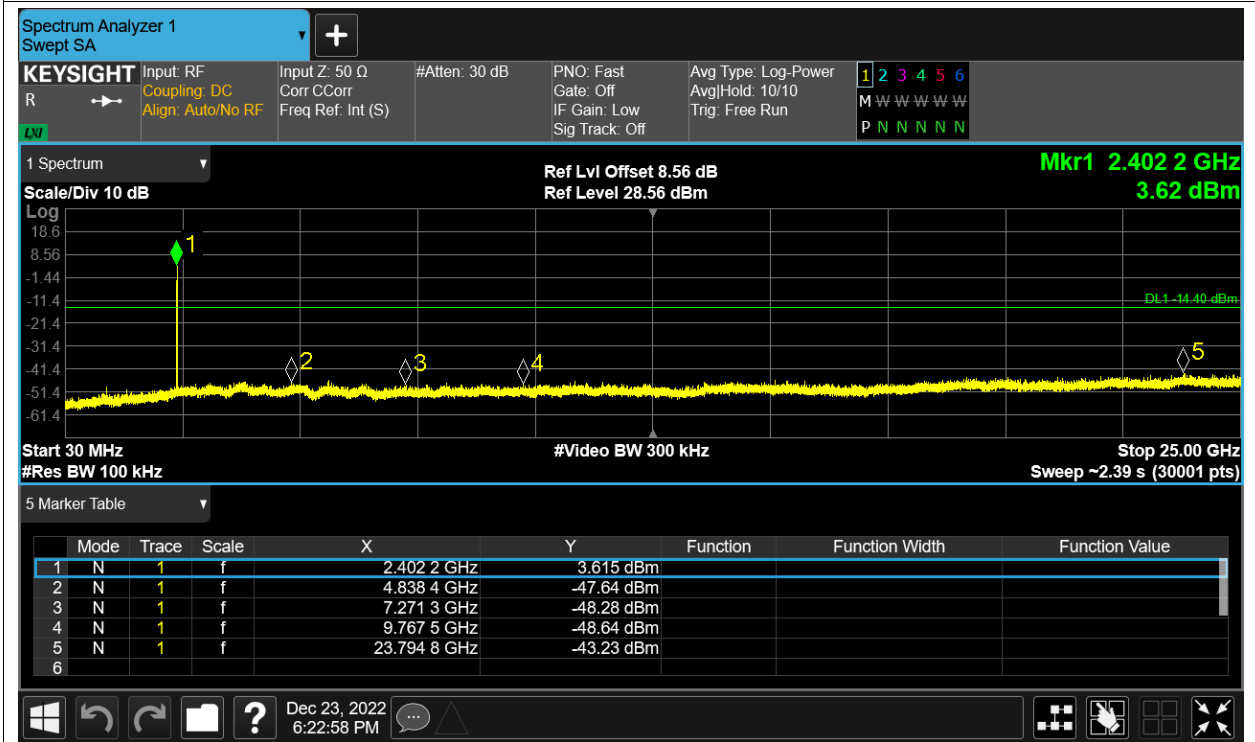 Spectrum Analyzer 1
Swept SA
KEYSIGHT
R
LXI
Input: RF
Coupling: DC
Align: Auto/No RF
Input Z: 50 Ω
Corr CCorr
Freq Ref: Int (S)
#Atten: 30 dB
PNO: Fast
Gate: Off
IF Gain: Low
Sig Track: Off
Avg Type: Log-Power
Avg|Hold: 10/10
Trig: Free Run
1 2 3 4 5 6
M W W W W W
P N N N N N
1 Spectrum
Scale/Div 10 dB
Ref Lvl Offset 8.56 dB
Ref Level 28.56 dBm
Mkr1 2.402 2 GHz
3.62 dBm
Log
18.6
8.56
-1.44
-11.4
-21.4
-31.4
-41.4
-51.4
-61.4
1
2
3
4
5
DL1 -14.40 dBm
Start 30 MHz
#Res BW 100 kHz
#Video BW 300 kHz
Stop 25.00 GHz
Sweep ~2.39 s (30001 pts)
5 Marker Table
Mode Trace Scale X Y Function Function Width Function Value
1 N 1 f 2.402 2 GHz 3.615 dBm
2 N 1 f 4.838 4 GHz -47.64 dBm
3 N 1 f 7.271 3 GHz -48.28 dBm
4 N 1 f 9.767 5 GHz -48.64 dBm
5 N 1 f 23.794 8 GHz -43.23 dBm
6
?
Dec 23, 2022
6:22:58 PM